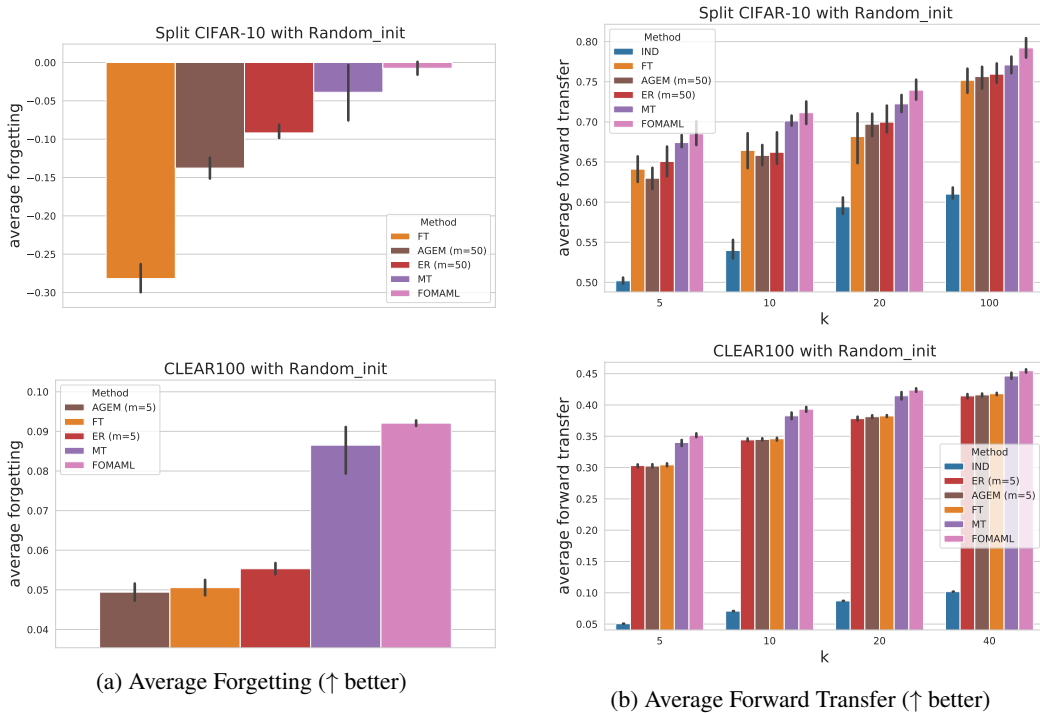 Split CIFAR-10 with Random_init
average forgetting
0.00
−0.05
−0.10
−0.15
−0.20
−0.25
−0.30
Method
FT
AGEM (m=50)
ER (m=50)
MT
FOMAML
CLEAR100 with Random_init
average forgetting
0.10
0.09
0.08
0.07
0.06
0.05
0.04
Method
AGEM (m=5)
FT
ER (m=5)
MT
FOMAML
(a) Average Forgetting (↑ better)
Split CIFAR-10 with Random_init
average forward transfer
0.80
0.75
0.70
0.65
0.60
0.55
0.50
Method
IND
FT
AGEM (m=50)
ER (m=50)
MT
FOMAML
5 10 20 100
k
CLEAR100 with Random_init
average forward transfer
0.45
0.40
0.35
0.30
0.25
0.20
0.15
0.10
0.05
Method
IND
ER (m=5)
AGEM (m=5)
FT
MT
FOMAML
5 10 20 40
k
(b) Average Forward Transfer (↑ better)